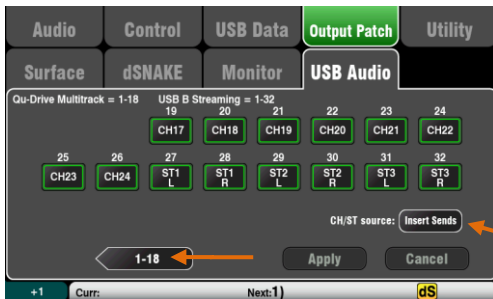 Audio Control USB Data Output Patch Utility
Surface dSNAKE Monitor USB Audio
Qu-Drive Multitrack = 1-18 USB B Streaming = 1-32
19 20 21 22 23 24
CH17 CH18 CH19 CH20 CH21 CH22
25 26 27 28 29 30 31 32
CH23 CH24 ST1 L ST1 R ST2 L ST2 R ST3 L ST3 R
CH/ST source: Insert Sends
1-18 Apply Cancel
+1 Curr: Next:1) dS